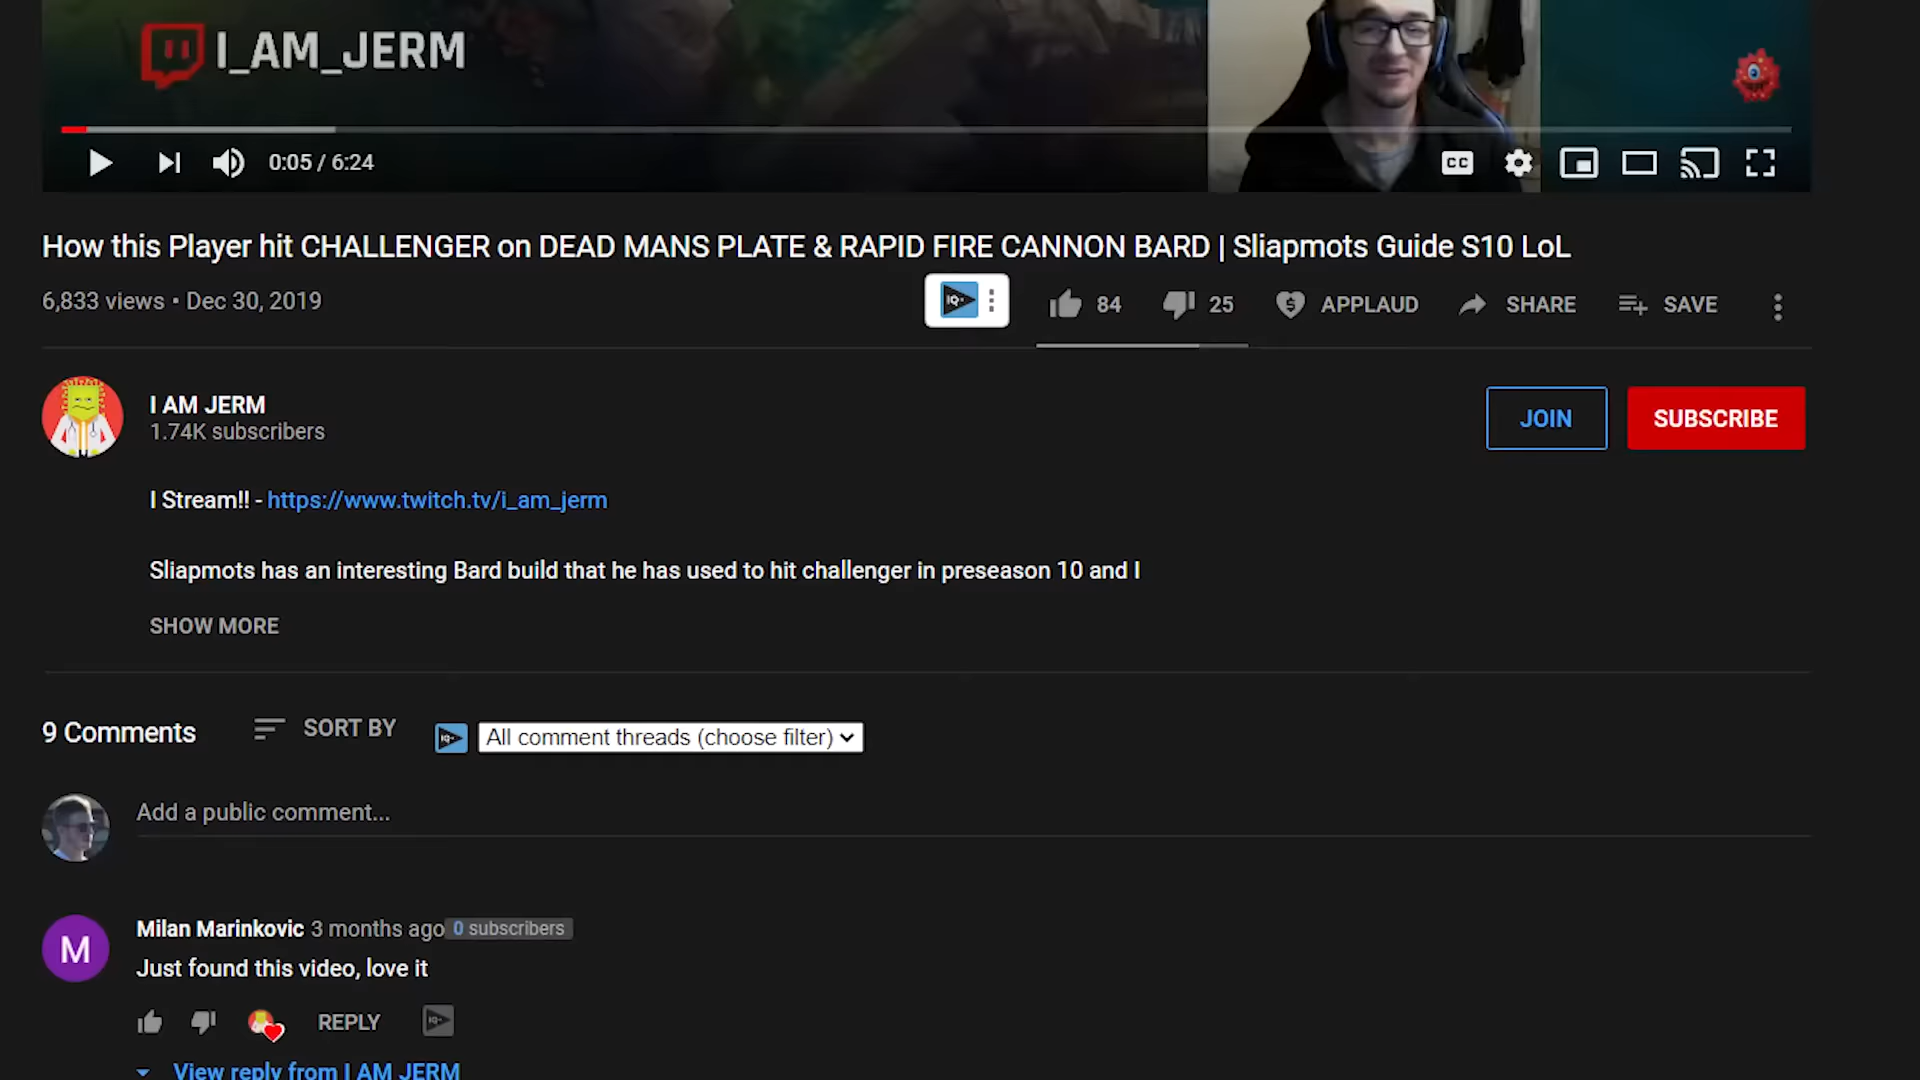 I_AM_JERM
0:05 / 6:24
CC
How this Player hit CHALLENGER on DEAD MANS PLATE & RAPID FIRE CANNON BARD | Sliapmots Guide S10 LoL
6,833 views • Dec 30, 2019
IQ
84
25
APPLAUD
SHARE
SAVE
I AM JERM
1.74K subscribers
JOIN
SUBSCRIBE
I Stream!! - https://www.twitch.tv/i_am_jerm
Sliapmots has an interesting Bard build that he has used to hit challenger in preseason 10 and I
SHOW MORE
9 Comments
SORT BY
IQ
All comment threads (choose filter)
Add a public comment...
M
Milan Marinkovic 3 months ago 0 subscribers
Just found this video, love it
REPLY
View reply from I AM JERM